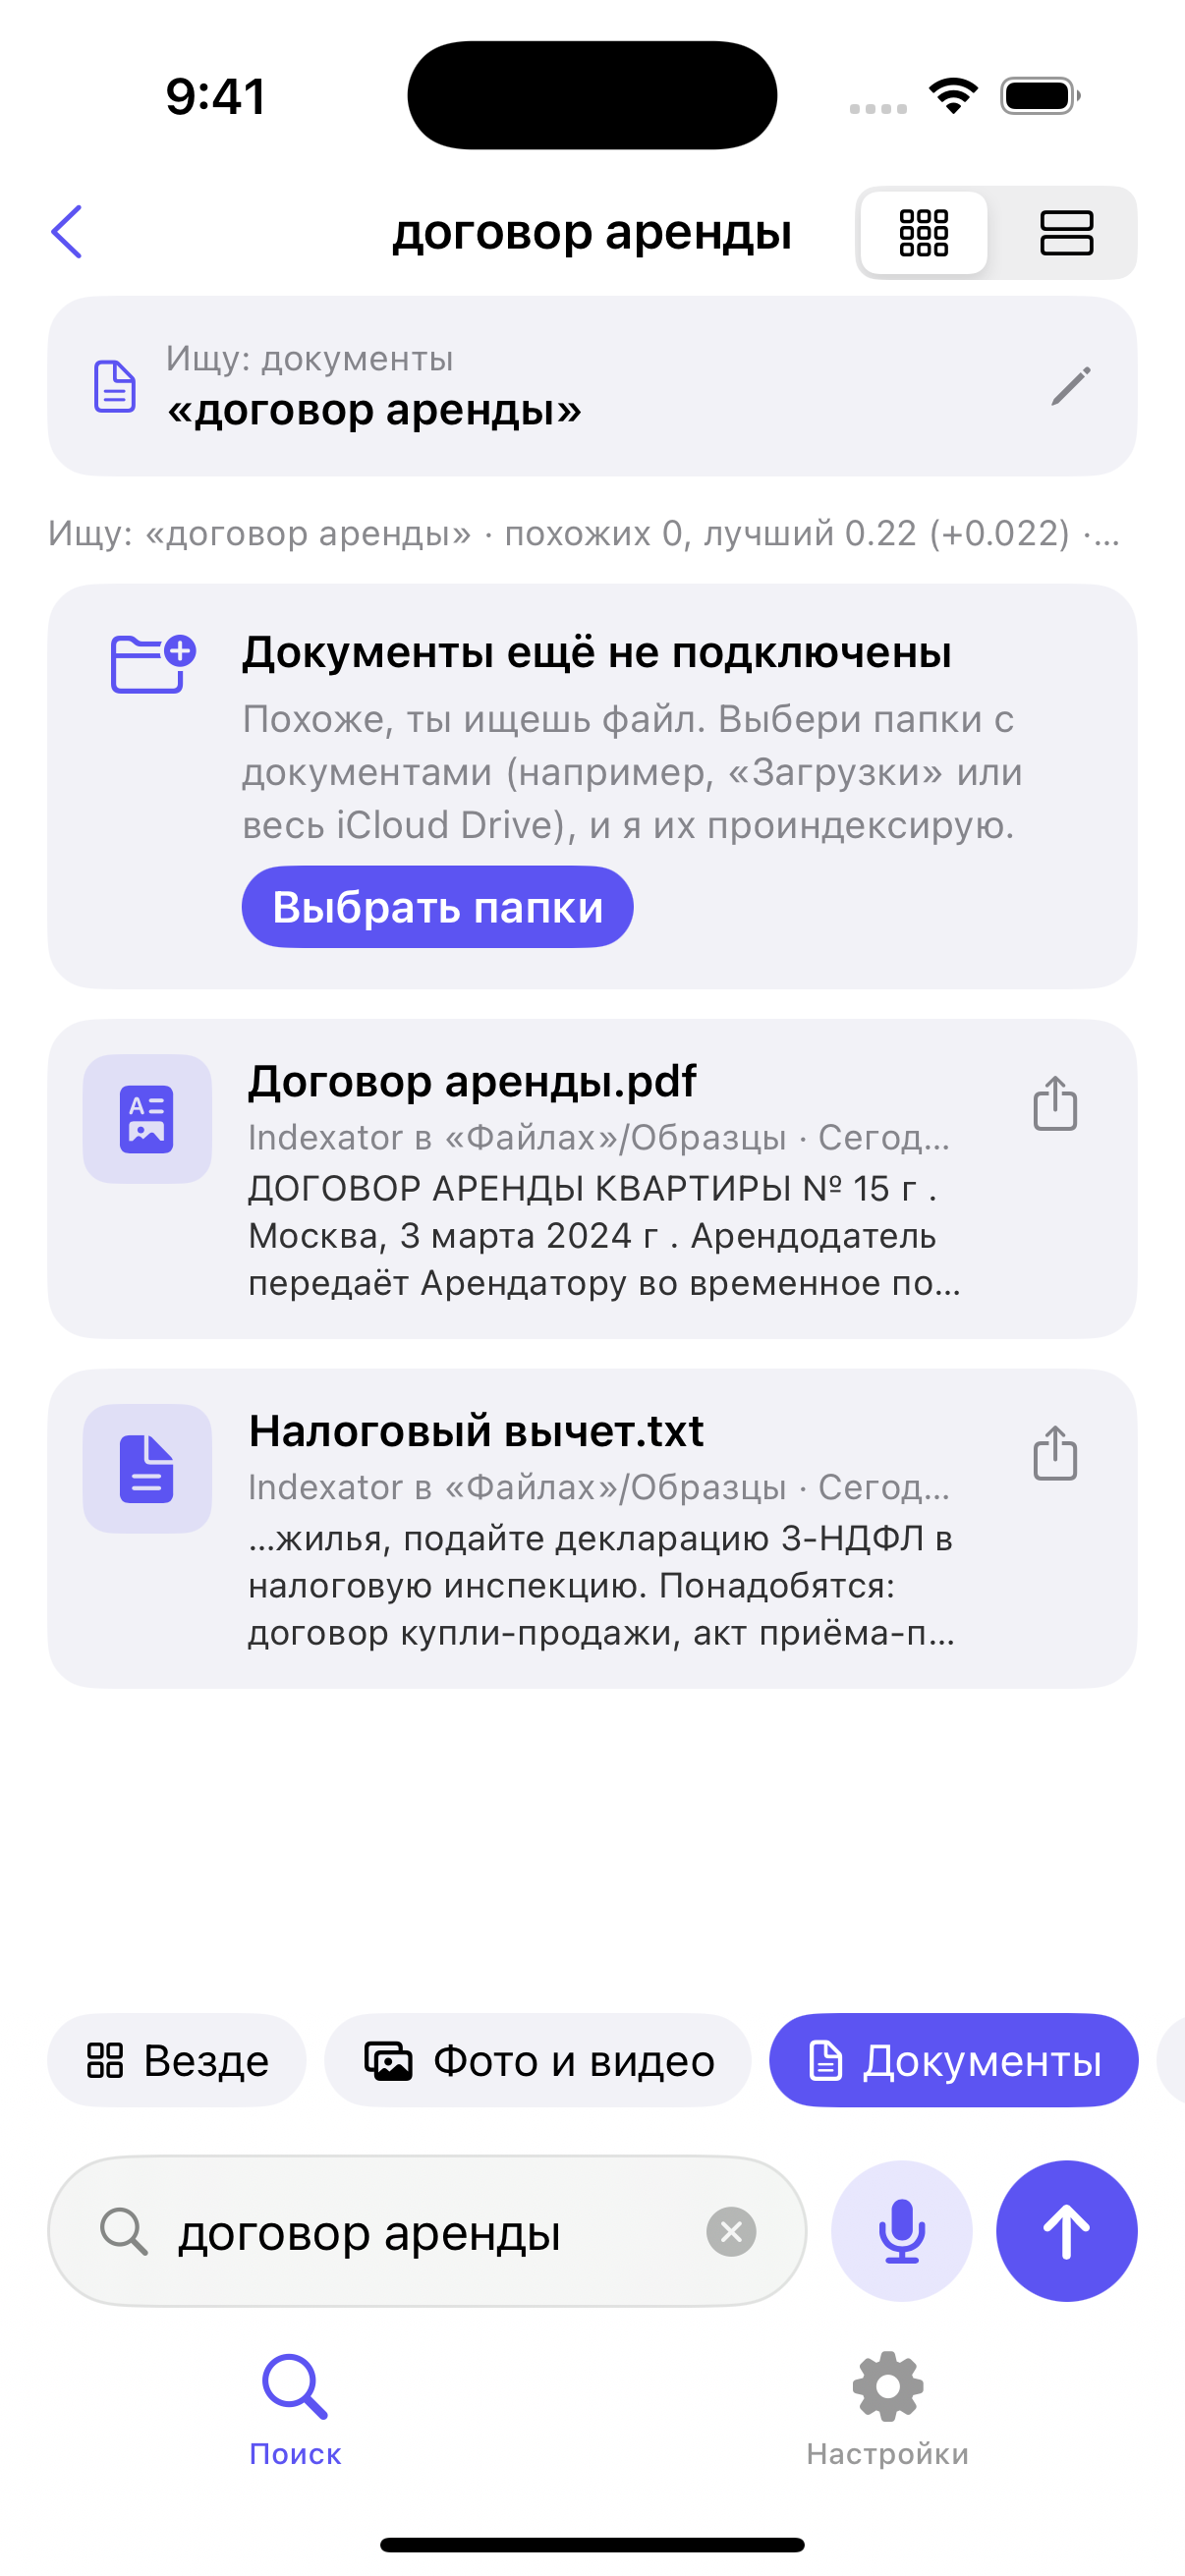 9:41
договор аренды
Ищу: документы
«договор аренды»
Ищу: «договор аренды» · похожих 0, лучший 0.22 (+0.022) ·...
Документы ещё не подключены
Похоже, ты ищешь файл. Выбери папки с
документами (например, «Загрузки» или
весь iCloud Drive), и я их проиндексирую.
Выбрать папки
Договор аренды.pdf
Indexator в «Файлах»/Образцы · Сегод...
ДОГОВОР АРЕНДЫ КВАРТИРЫ № 15 г .
Москва, 3 марта 2024 г . Арендодатель
передаёт Арендатору во временное по...
Налоговый вычет.txt
Indexator в «Файлах»/Образцы · Сегод...
...жилья, подайте декларацию 3-НДФЛ в
налоговую инспекцию. Понадобятся:
договор купли-продажи, акт приёма-п...
Везде
Фото и видео
Документы
договор аренды
Поиск
Настройки